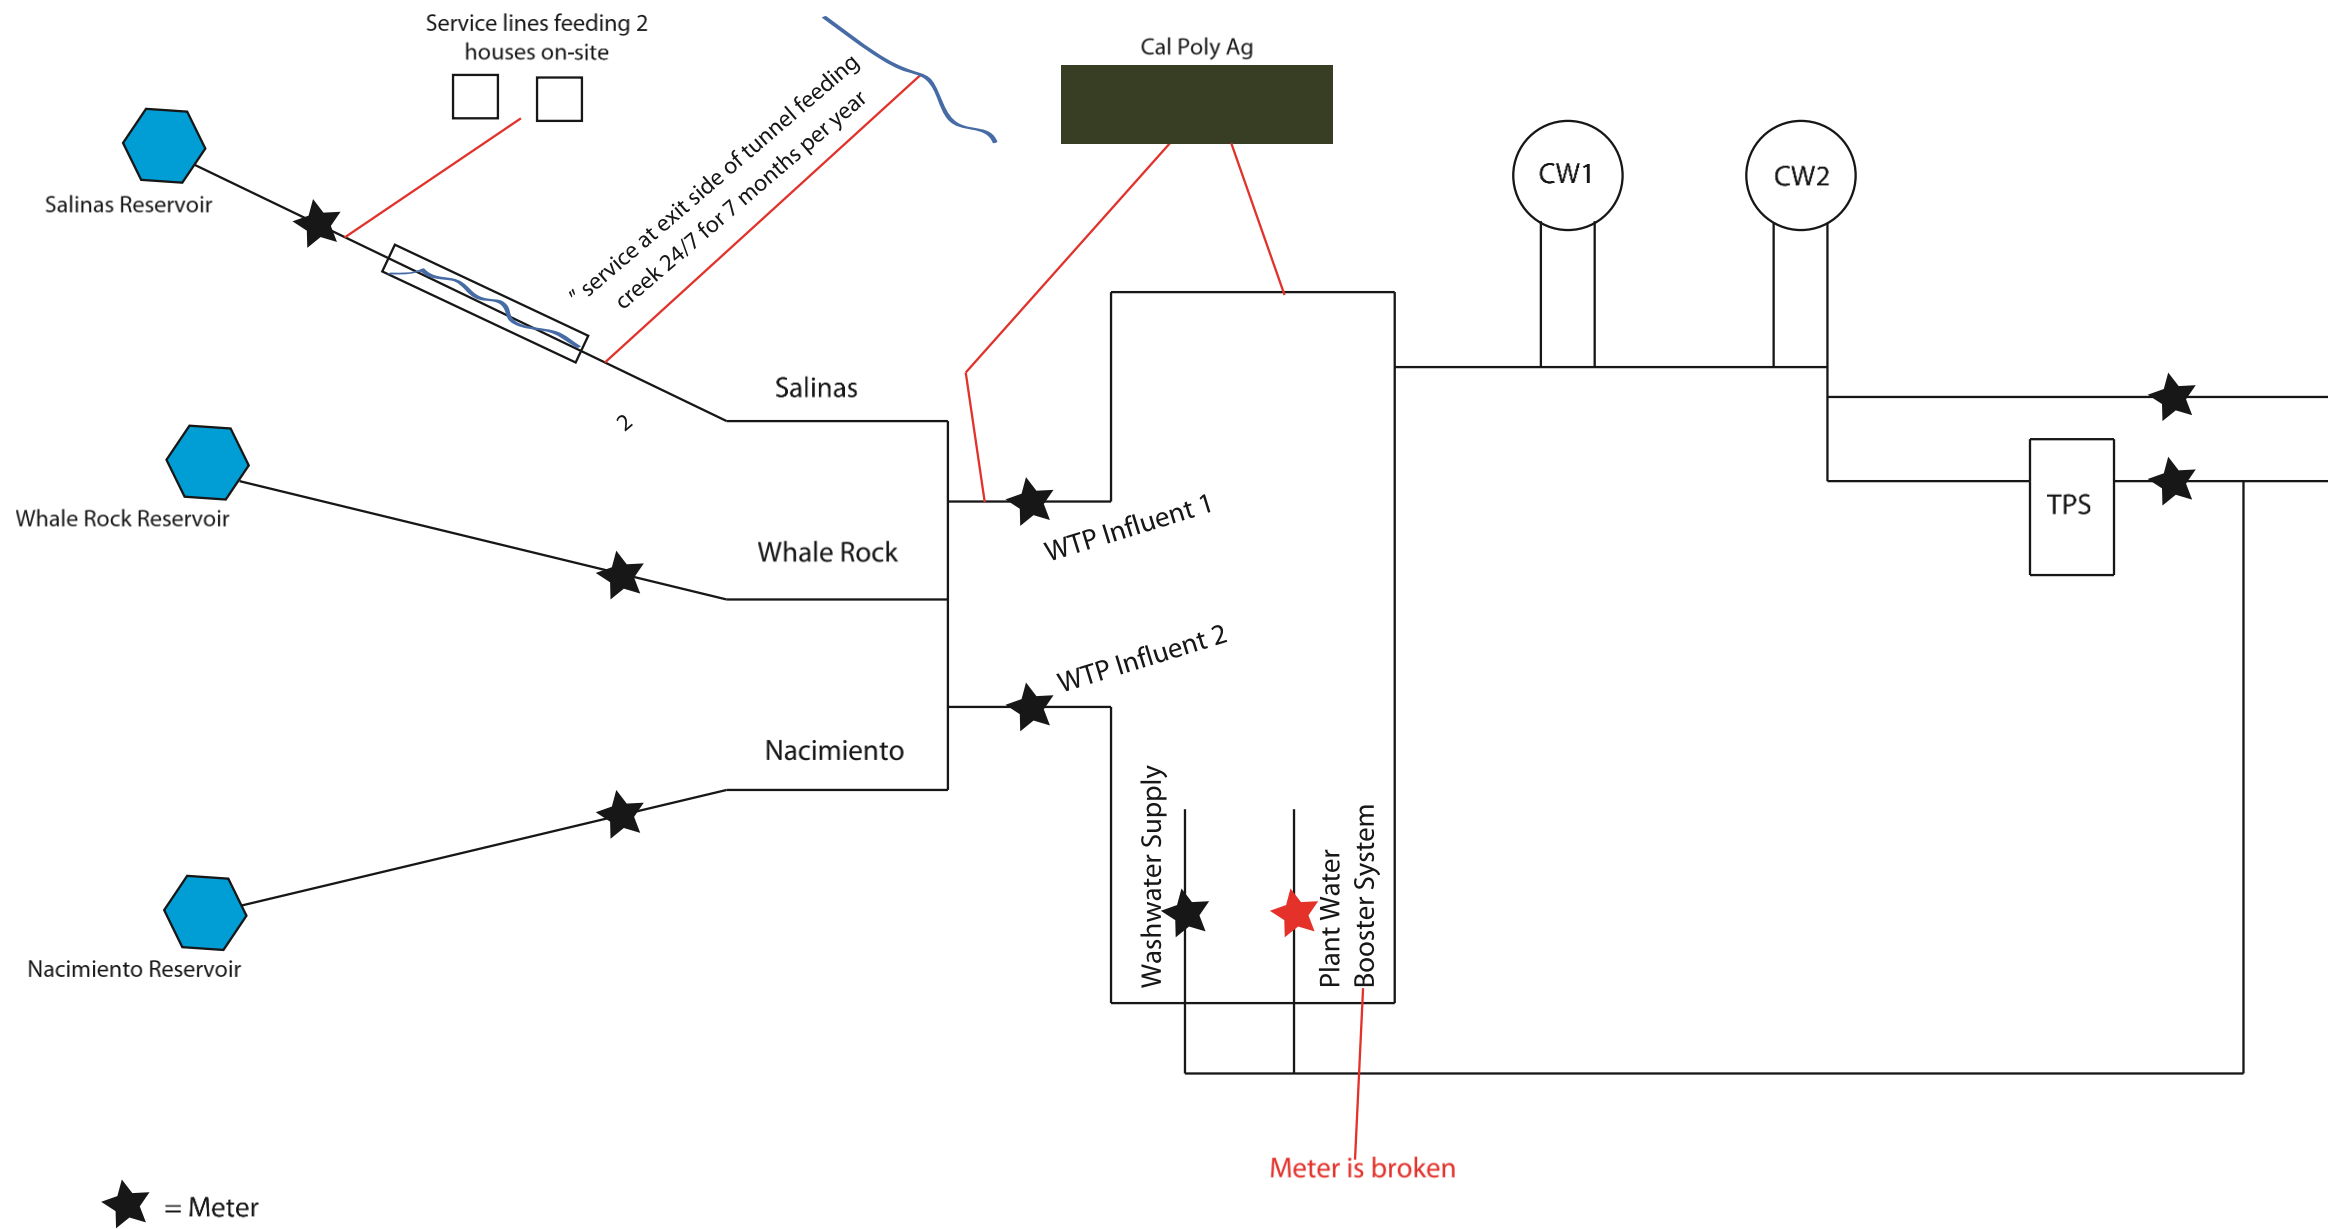 Service lines feeding 2
houses on-site
Cal Poly Ag
" service at exit side of tunnel feeding
creek 24/7 for 7 months per year
2
CW1
CW2
Salinas Reservoir
Salinas
Whale Rock Reservoir
Whale Rock
WTP Influent 1
TPS
WTP Influent 2
Nacimiento
Nacimiento Reservoir
Washwater Supply
Plant Water
Booster System
Meter is broken
= Meter